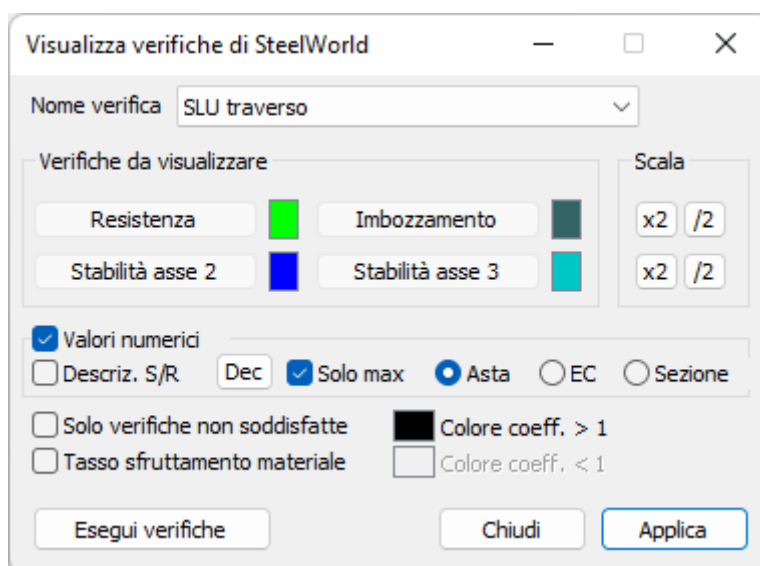 Visualizza verifiche di SteelWorld
Nome verifica SLU traverso
Verifiche da visualizzare Scala
Resistenza Imbozzamento x2 /2
Stabilità asse 2 Stabilità asse 3 x2 /2
Valori numerici
Descriz. S/R Dec Solo max Asta EC Sezione
Solo verifiche non soddisfatte Colore coeff. > 1
Tasso sfruttamento materiale Colore coeff. < 1
Esegui verifiche Chiudi Applica